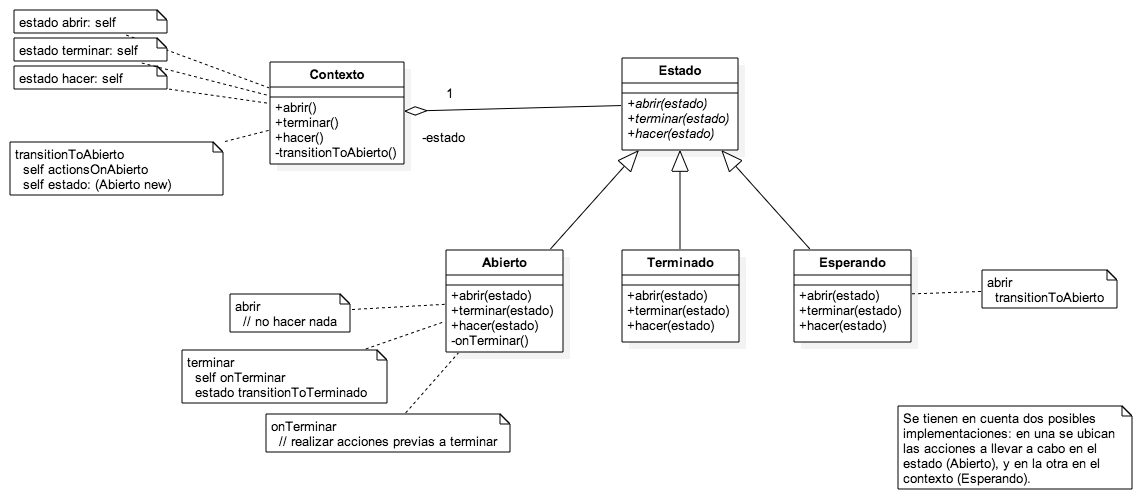 estado abrir: self
estado terminar: self
estado hacer: self
transitionToAbierto
self actionsOnAbierto
self estado: (Abierto new)
Contexto
+abrir()
+terminar()
+hacer()
-transitionToAbierto()
1
-estado
Estado
+abrir(estado)
+terminar(estado)
+hacer(estado)
Abierto
+abrir(estado)
+terminar(estado)
+hacer(estado)
-onTerminar()
Terminado
+abrir(estado)
+terminar(estado)
+hacer(estado)
Esperando
+abrir(estado)
+terminar(estado)
+hacer(estado)
abrir
transitionToAbierto
abrir
// no hacer nada
terminar
self onTerminar
estado transitionToTerminado
onTerminar
// realizar acciones previas a terminar
Se tienen en cuenta dos posibles
implementaciones: en una se ubican
las acciones a llevar a cabo en el
estado (Abierto), y en la otra en el
contexto (Esperando).